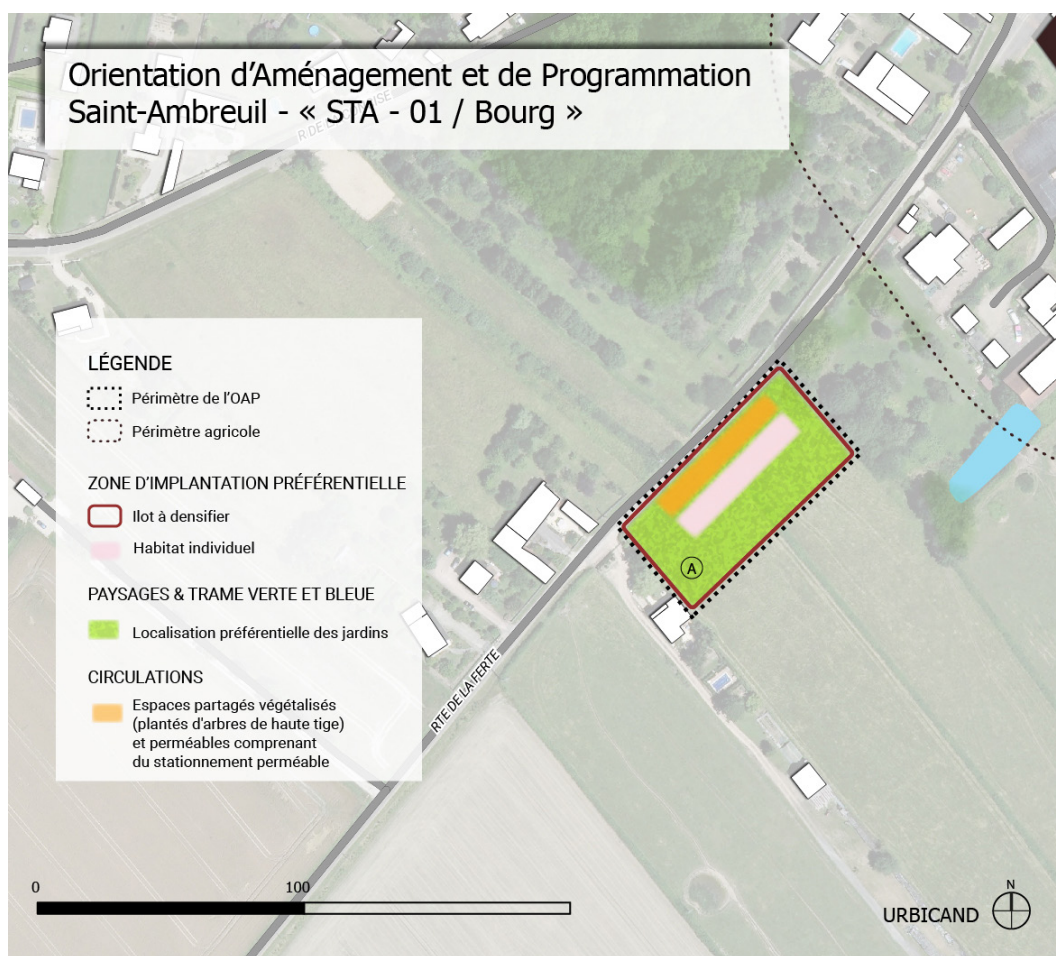 Orientation d'Aménagement et de Programmation
Saint-Ambreuil - « STA - 01 / Bourg »
LÉGENDE
Périmètre de l'OAP
Périmètre agricole
ZONE D'IMPLANTATION PRÉFÉRENTIELLE
Ilot à densifier
Habitat individuel
PAYSAGES & TRAME VERTE ET BLEUE
Localisation préférentielle des jardins
CIRCULATIONS
Espaces partagés végétalisés
(plantés d'arbres de haute tige)
et perméables comprenant
du stationnement perméable
A
RTE DE LA FERTE
0 100
N
URBICAND